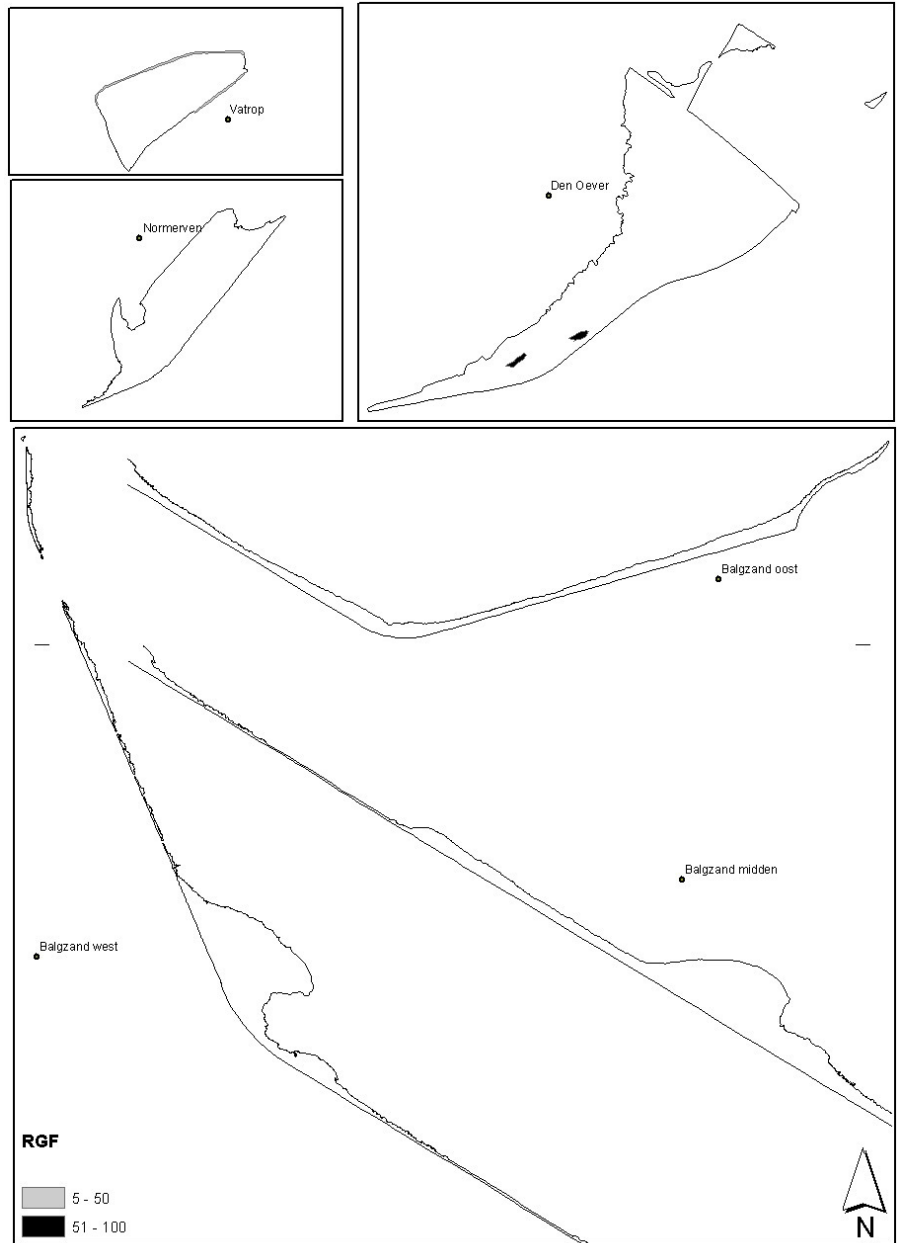 Vatrop
Normerven
Den Oever
Balgzand oost
Balgzand midden
Balgzand west
RGF
5 - 50
51 - 100
N